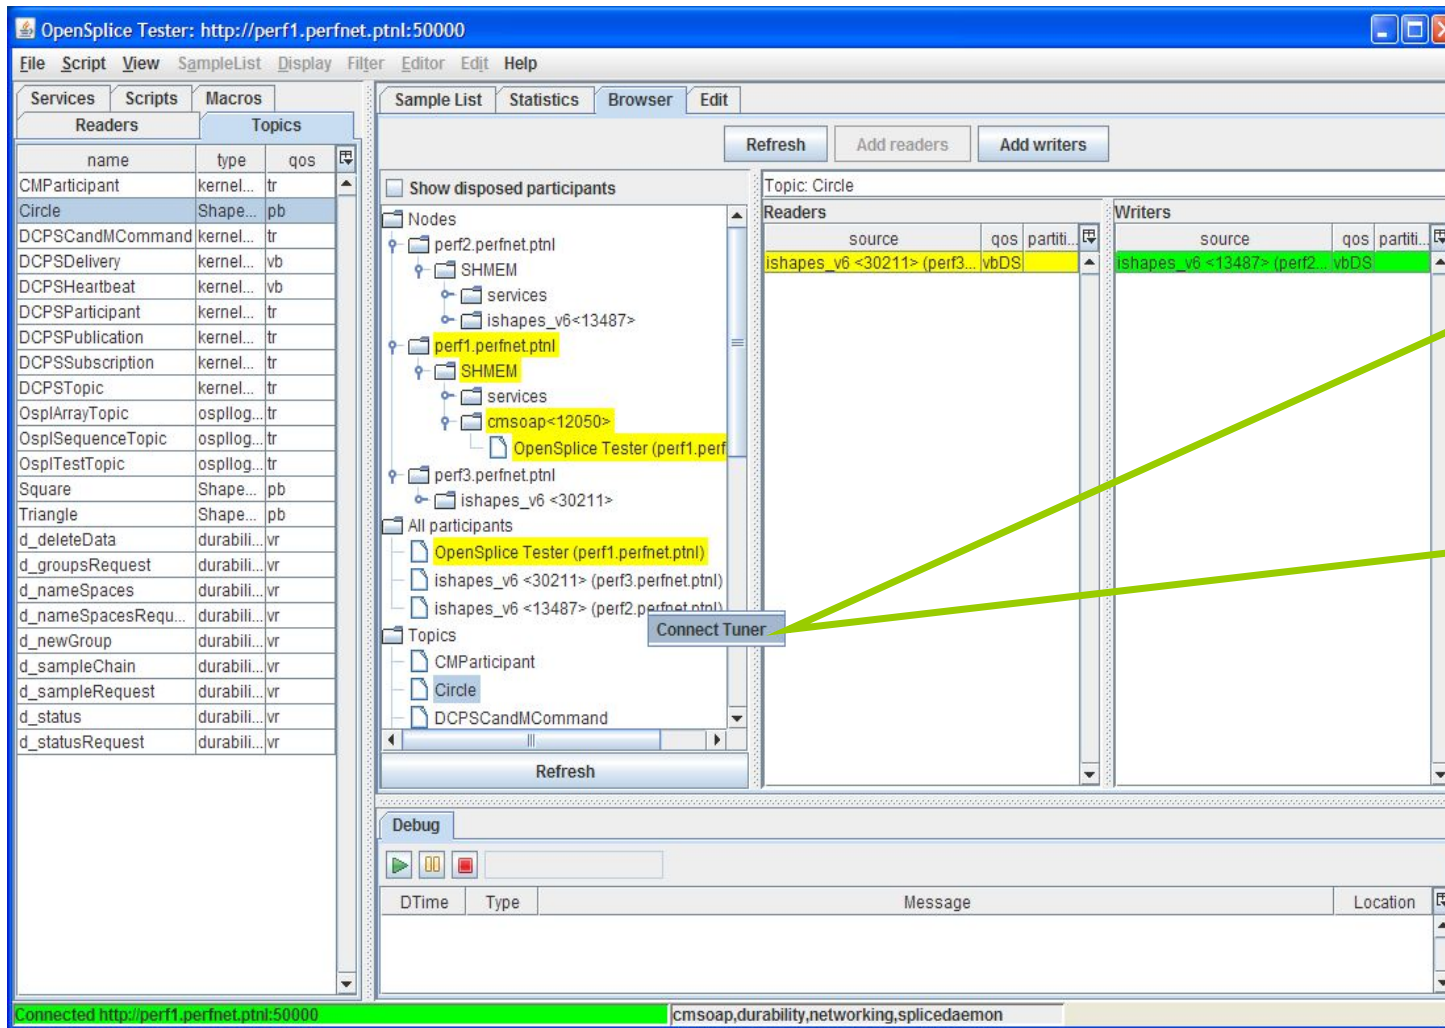 OpenSplice Tester: http://perf1.perfnet.ptnl:50000
File Script View SampleList Display Filter Editor Edit Help
Services Scripts Macros
Readers Topics
name type qos
CMParticipant kernel... tr
Circle Shape... pb
DCPSCandMCommand kernel... tr
DCPSDelivery kernel... vb
DCPSHeartbeat kernel... vb
DCPSParticipant kernel... tr
DCPSPublication kernel... tr
DCPSSubscription kernel... tr
DCPSTopic kernel... tr
OsplArrayTopic ospllog... tr
OsplSequenceTopic ospllog... tr
OsplTestTopic ospllog... tr
Square Shape... pb
Triangle Shape... pb
d_deleteData durabili... vr
d_groupsRequest durabili... vr
d_nameSpaces durabili... vr
d_nameSpacesRequ... durabili... vr
d_newGroup durabili... vr
d_sampleChain durabili... vr
d_sampleRequest durabili... vr
d_status durabili... vr
d_statusRequest durabili... vr
Sample List Statistics Browser Edit
Refresh Add readers Add writers
Show disposed participants
Nodes
perf2.perfnet.ptnl
SHMEM
services
ishapes_v6<13487>
perf1.perfnet.ptnl
SHMEM
services
cmsoap<12050>
OpenSplice Tester (perf1.perf
perf3.perfnet.ptnl
ishapes_v6 <30211>
All participants
OpenSplice Tester (perf1.perfnet.ptnl)
ishapes_v6 <30211> (perf3.perfnet.ptnl)
ishapes_v6 <13487> (perf2.perfnet.ptnl)
Connect Tuner
Topics
CMParticipant
Circle
DCPSCandMCommand
Refresh
Topic: Circle
Readers
source qos partiti...
ishapes_v6 <30211> (perf3... vbDS
Writers
source qos partiti...
ishapes_v6 <13487> (perf2... vbDS
Debug
DTime Type Message Location
Connected http://perf1.perfnet.ptnl:50000
cmsoap,durability,networking,splicedaemon